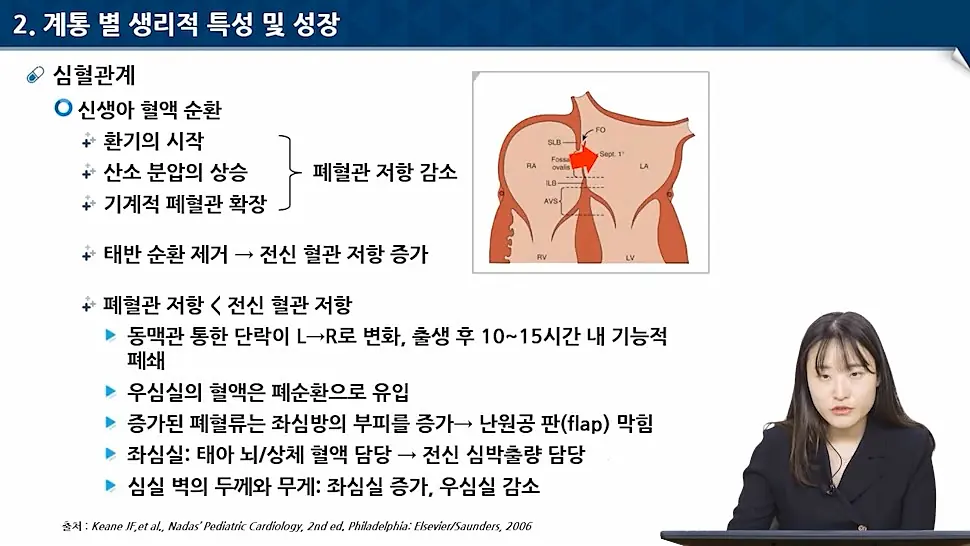 2. 계통 별 생리적 특성 및 성장
심혈관계
신생아 혈액 순환
환기의 시작
산소 분압의 상승
기계적 폐혈관 확장
폐혈관 저항 감소
FO
SLB
Sept. 1°
RA
Fossa
ovalis
LA
ILB
AVS
RV
LV
태반 순환 제거 → 전신 혈관 저항 증가
폐혈관 저항 < 전신 혈관 저항
동맥관 통한 단락이 L→R로 변화, 출생 후 10~15시간 내 기능적
폐쇄
우심실의 혈액은 폐순환으로 유입
증가된 폐혈류는 좌심방의 부피를 증가→ 난원공 판(flap) 막힘
좌심실: 태아 뇌/상체 혈액 담당 → 전신 심박출량 담당
심실 벽의 두께와 무게: 좌심실 증가, 우심실 감소
출처 : Keane JF,et al., Nadas’ Pediatric Cardiology, 2nd ed. Philadelphia: Elsevier/Saunders, 2006